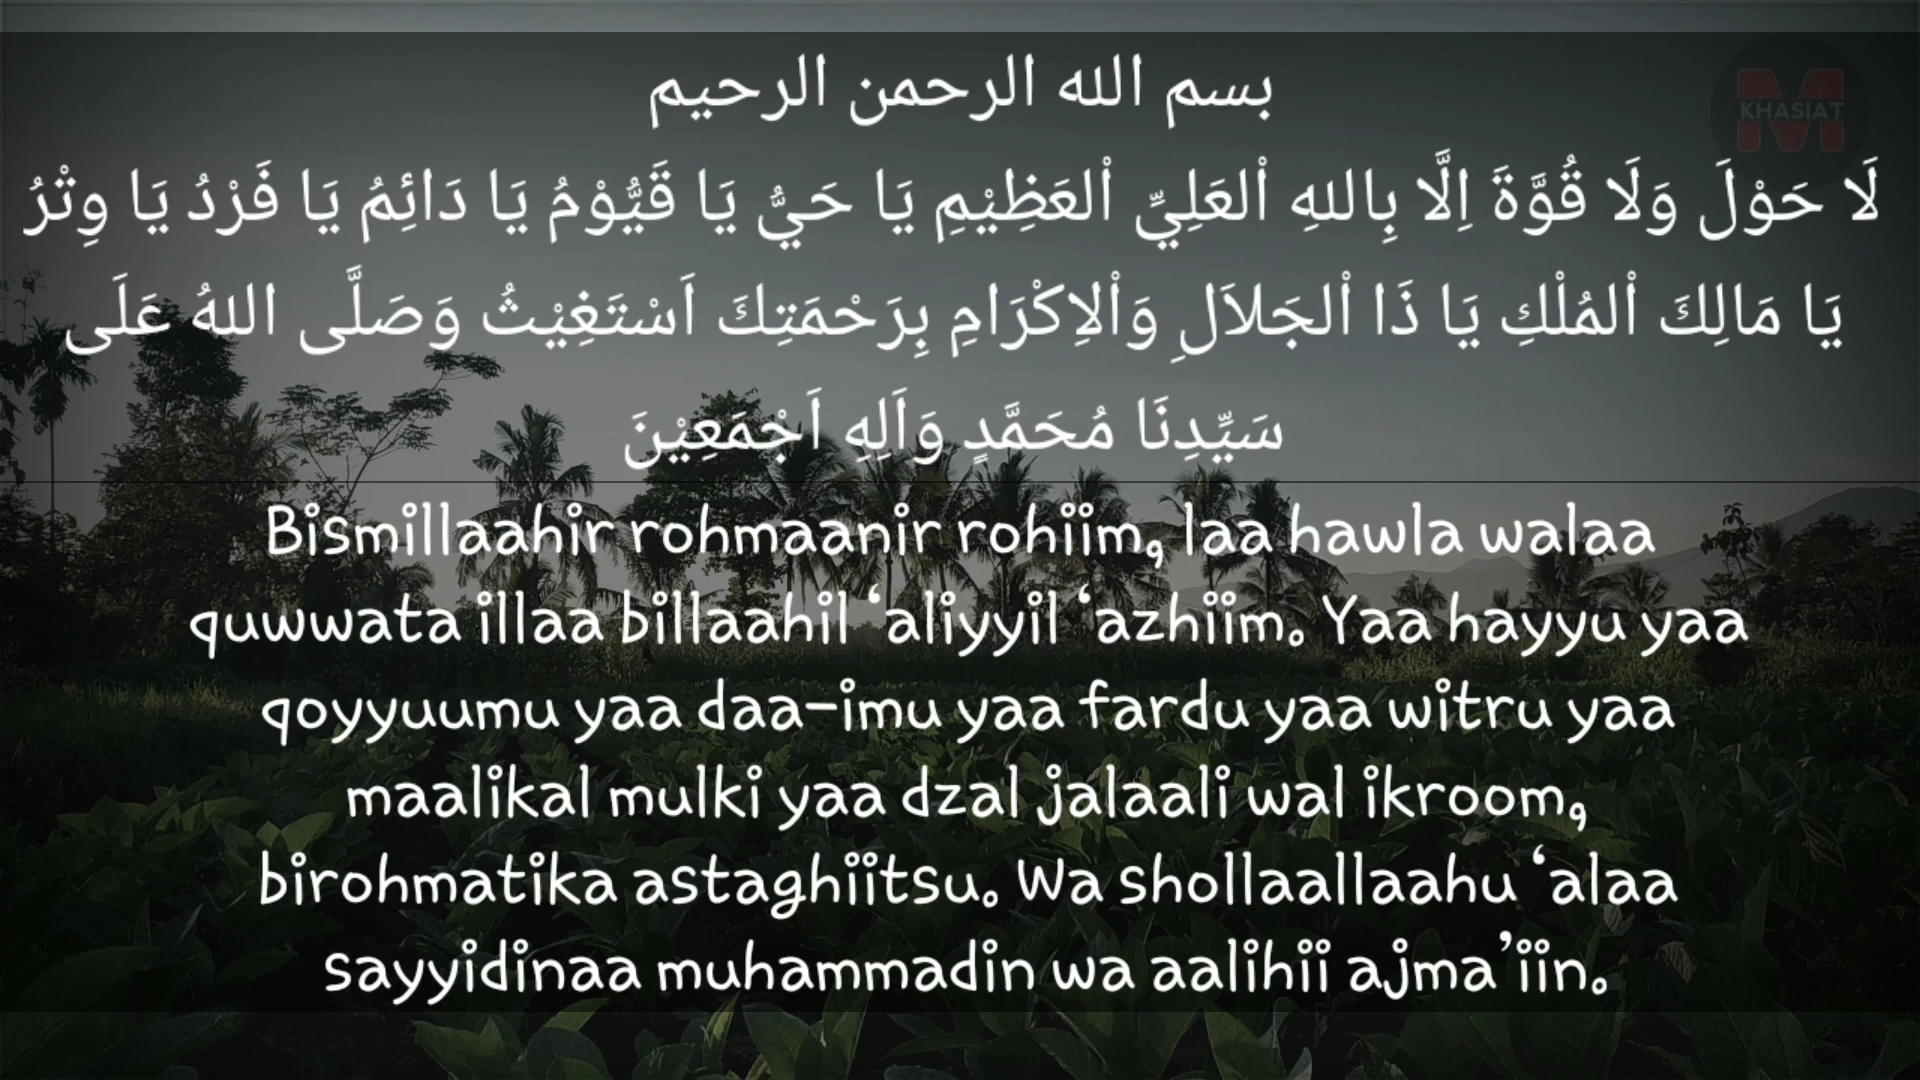 بسم الله الرحمن الرحيم
KHASIAT
لَا حَوْلَ وَلَا قُوَّةَ اِلَّا بِاللهِ اْلعَلِيِّ اْلعَظِيْمِ يَا حَيُّ يَا قَيُّوْمُ يَا دَائِمُ يَا فَرْدُ يَا وِتْرُ
يَا مَالِكَ اْلمُلْكِ يَا ذَا اْلجَلاَلِ وَاْلاِكْرَامِ بِرَحْمَتِكَ اَسْتَغِيْثُ وَصَلَّى اللهُ عَلَى
سَيِّدِنَا مُحَمَّدٍ وَاَلِهِ اَجْمَعِيْنَ
Bismillaahir rohmaanir rohiim, laa hawla walaa
quwwata illaa billaahil ‘aliyyil ‘azhiim. Yaa hayyu yaa
qoyyuumu yaa daa-imu yaa fardu yaa witru yaa
maalikal mulki yaa dzal jalaali wal ikroom,
birohmatika astaghiitsu. Wa shollaallaahu ‘alaa
sayyidinaa muhammadin wa aalihii ajma’iin.